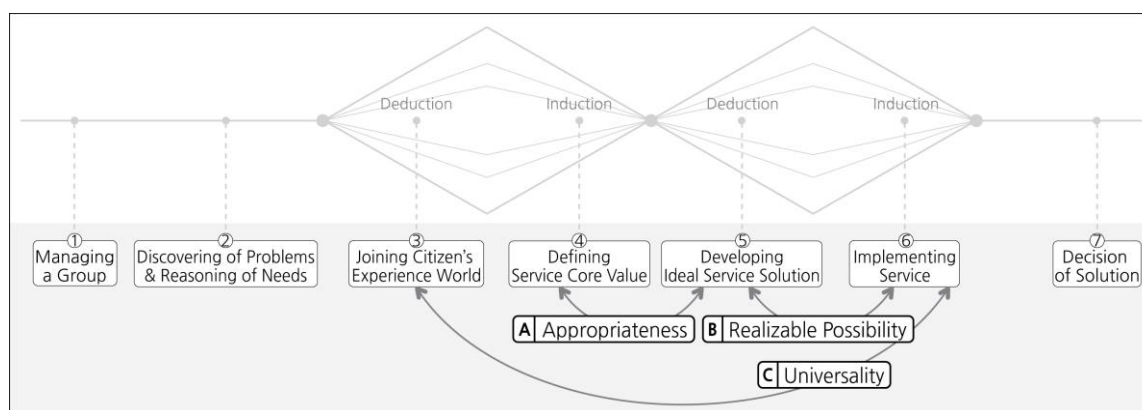 Deduction
Induction
Deduction
Induction
①
Managing
a Group
②
Discovering of Problems
& Reasoning of Needs
③
Joining Citizen's
Experience World
④
Defining
Service Core Value
⑤
Developing
Ideal Service Solution
⑥
Implementing
Service
⑦
Decision
of Solution
A Appropriateness
B Realizable Possibility
C Universality